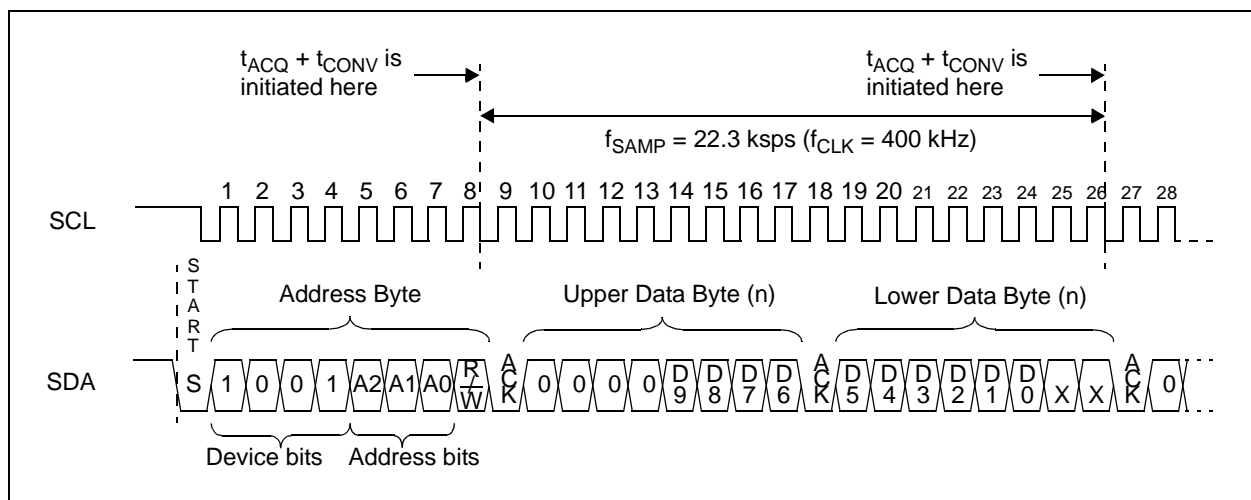 tACQ + tCONV is
initiated here
tACQ + tCONV is
initiated here
fSAMP = 22.3 ksps (fCLK = 400 kHz)
1 2 3 4 5 6 7 8 9 10 11 12 13 14 15 16 17 18 19 20 21 22 23 24 25 26 27 28
SCL
START
Address Byte
Upper Data Byte (n)
Lower Data Byte (n)
SDA
S 1 0 0 1 A2 A1 A0 R/W ACK 0 0 0 0 D9 D8 D7 D6 ACK D5 D4 D3 D2 D1 D0 X X ACK 0
Device bits
Address bits